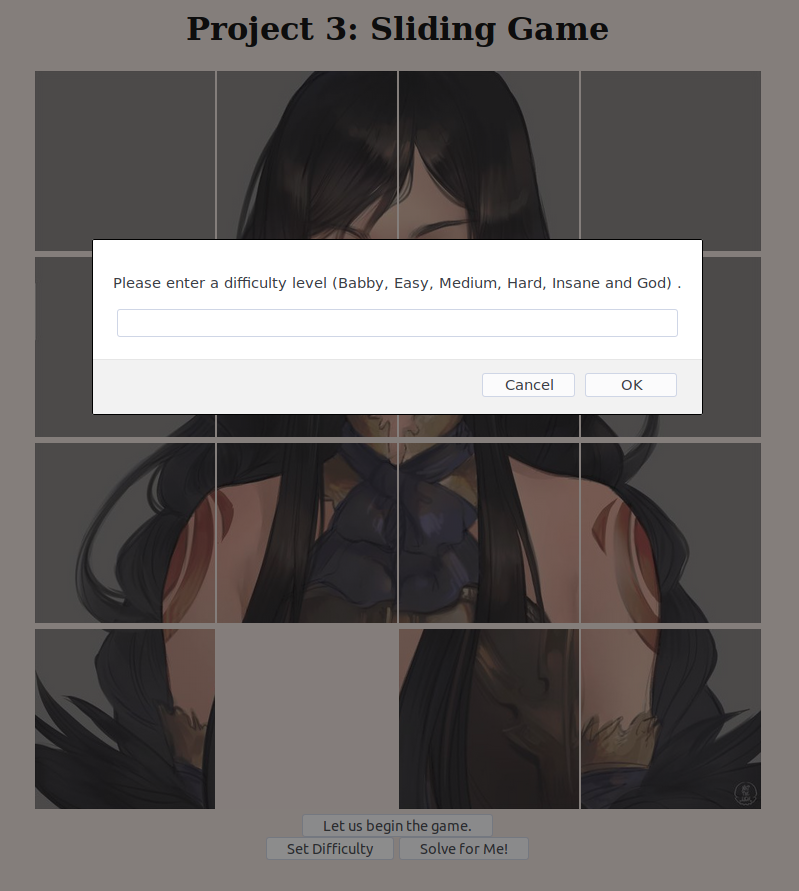 Project 3: Sliding Game
Please enter a difficulty level (Babby, Easy, Medium, Hard, Insane and God) .
Cancel
OK
Let us begin the game.
Set Difficulty
Solve for Me!